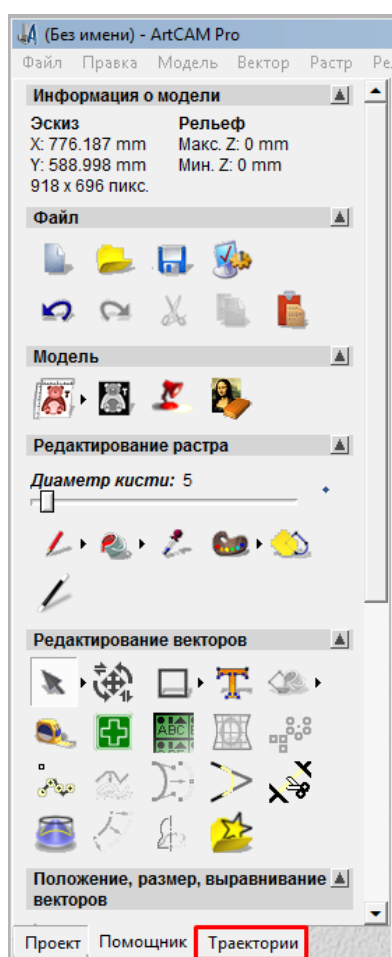 (Без имени) - ArtCAM Pro
Файл Правка Модель Вектор Растр Ре
Информация о модели
Эскиз Рельеф
X: 776.187 mm Макс. Z: 0 mm
Y: 588.998 mm Мин. Z: 0 mm
918 x 696 пикс.
Файл
Модель
Редактирование растра
Диаметр кисти: 5
Редактирование векторов
ABC
Положение, размер, выравнивание
векторов
Проект Помощник Траектории